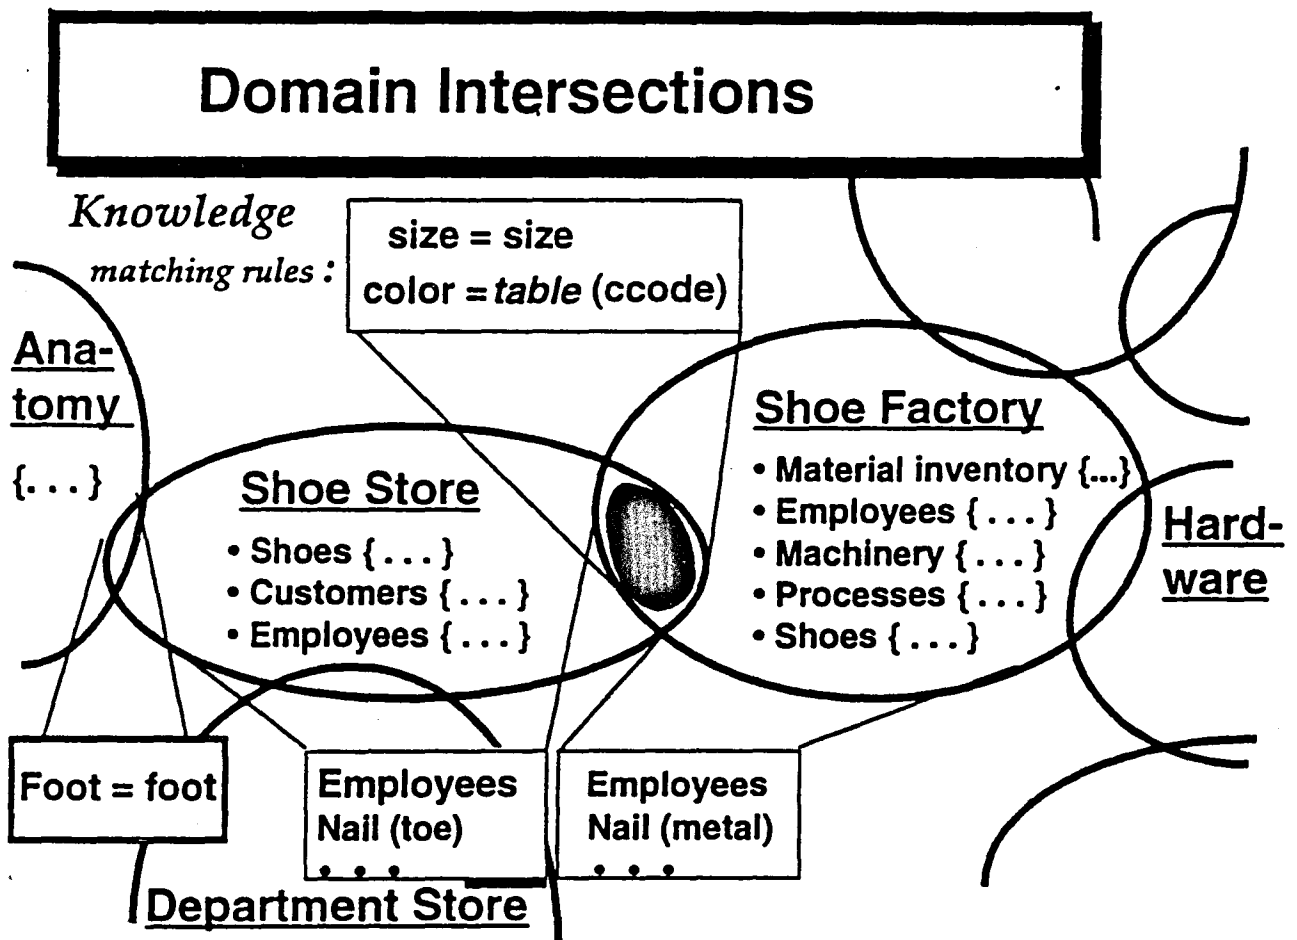 Domain Intersections
Knowledge
matching rules :
size = size
color = table (ccode)
Ana-
tomy
{. . . }
Shoe Store
• Shoes { . . . }
• Customers { . . . }
• Employees { . . . }
Shoe Factory
• Material inventory {...}
• Employees { . . . }
• Machinery { . . . }
• Processes { . . . }
• Shoes { . . . }
Hard-
ware
Foot = foot
Employees
Nail (toe)
. . .
Employees
Nail (metal)
. . .
Department Store